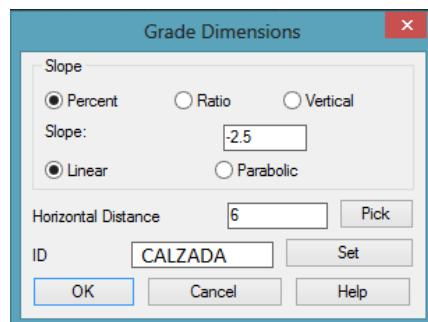 Grade Dimensions
Slope
Percent Ratio Vertical
Slope: -2.5
Linear Parabolic
Horizontal Distance 6 Pick
ID CALZADA Set
OK Cancel Help